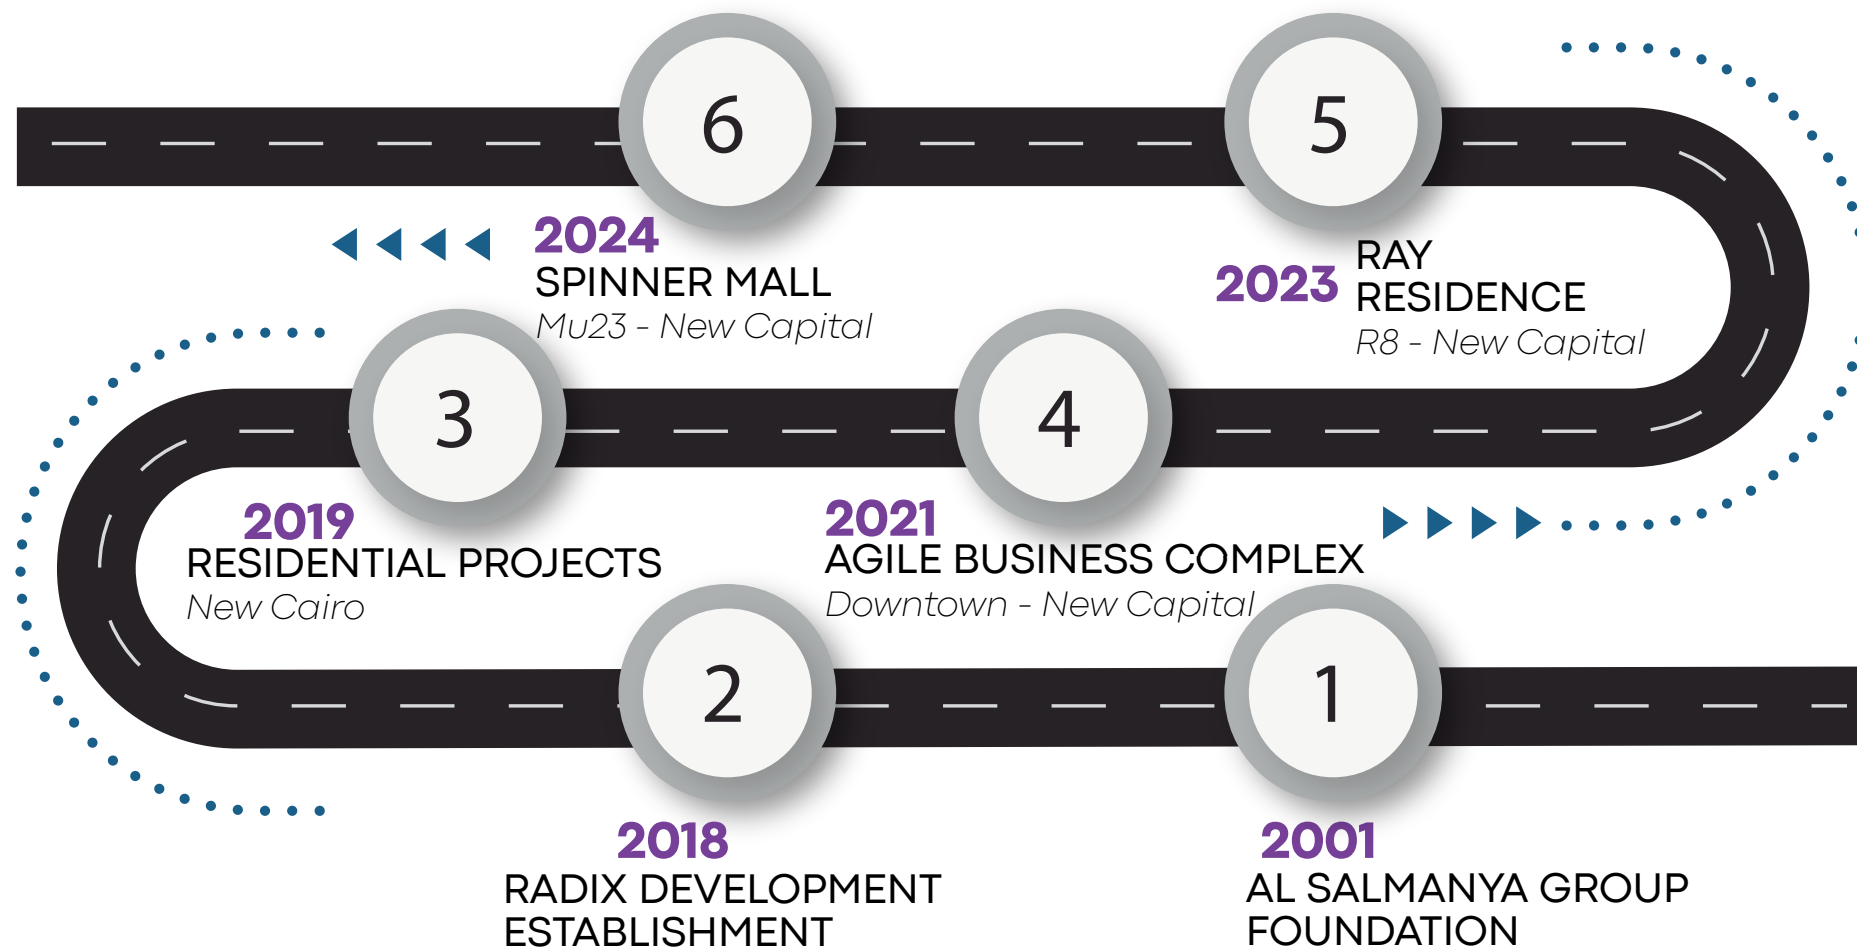 6
5
2024
SPINNER MALL
Mu23 - New Capital
2023
RAY
RESIDENCE
R8 - New Capital
3
4
2019
RESIDENTIAL PROJECTS
New Cairo
2021
AGILE BUSINESS COMPLEX
Downtown - New Capital
2
1
2018
RADIX DEVELOPMENT
ESTABLISHMENT
2001
AL SALMANYA GROUP
FOUNDATION